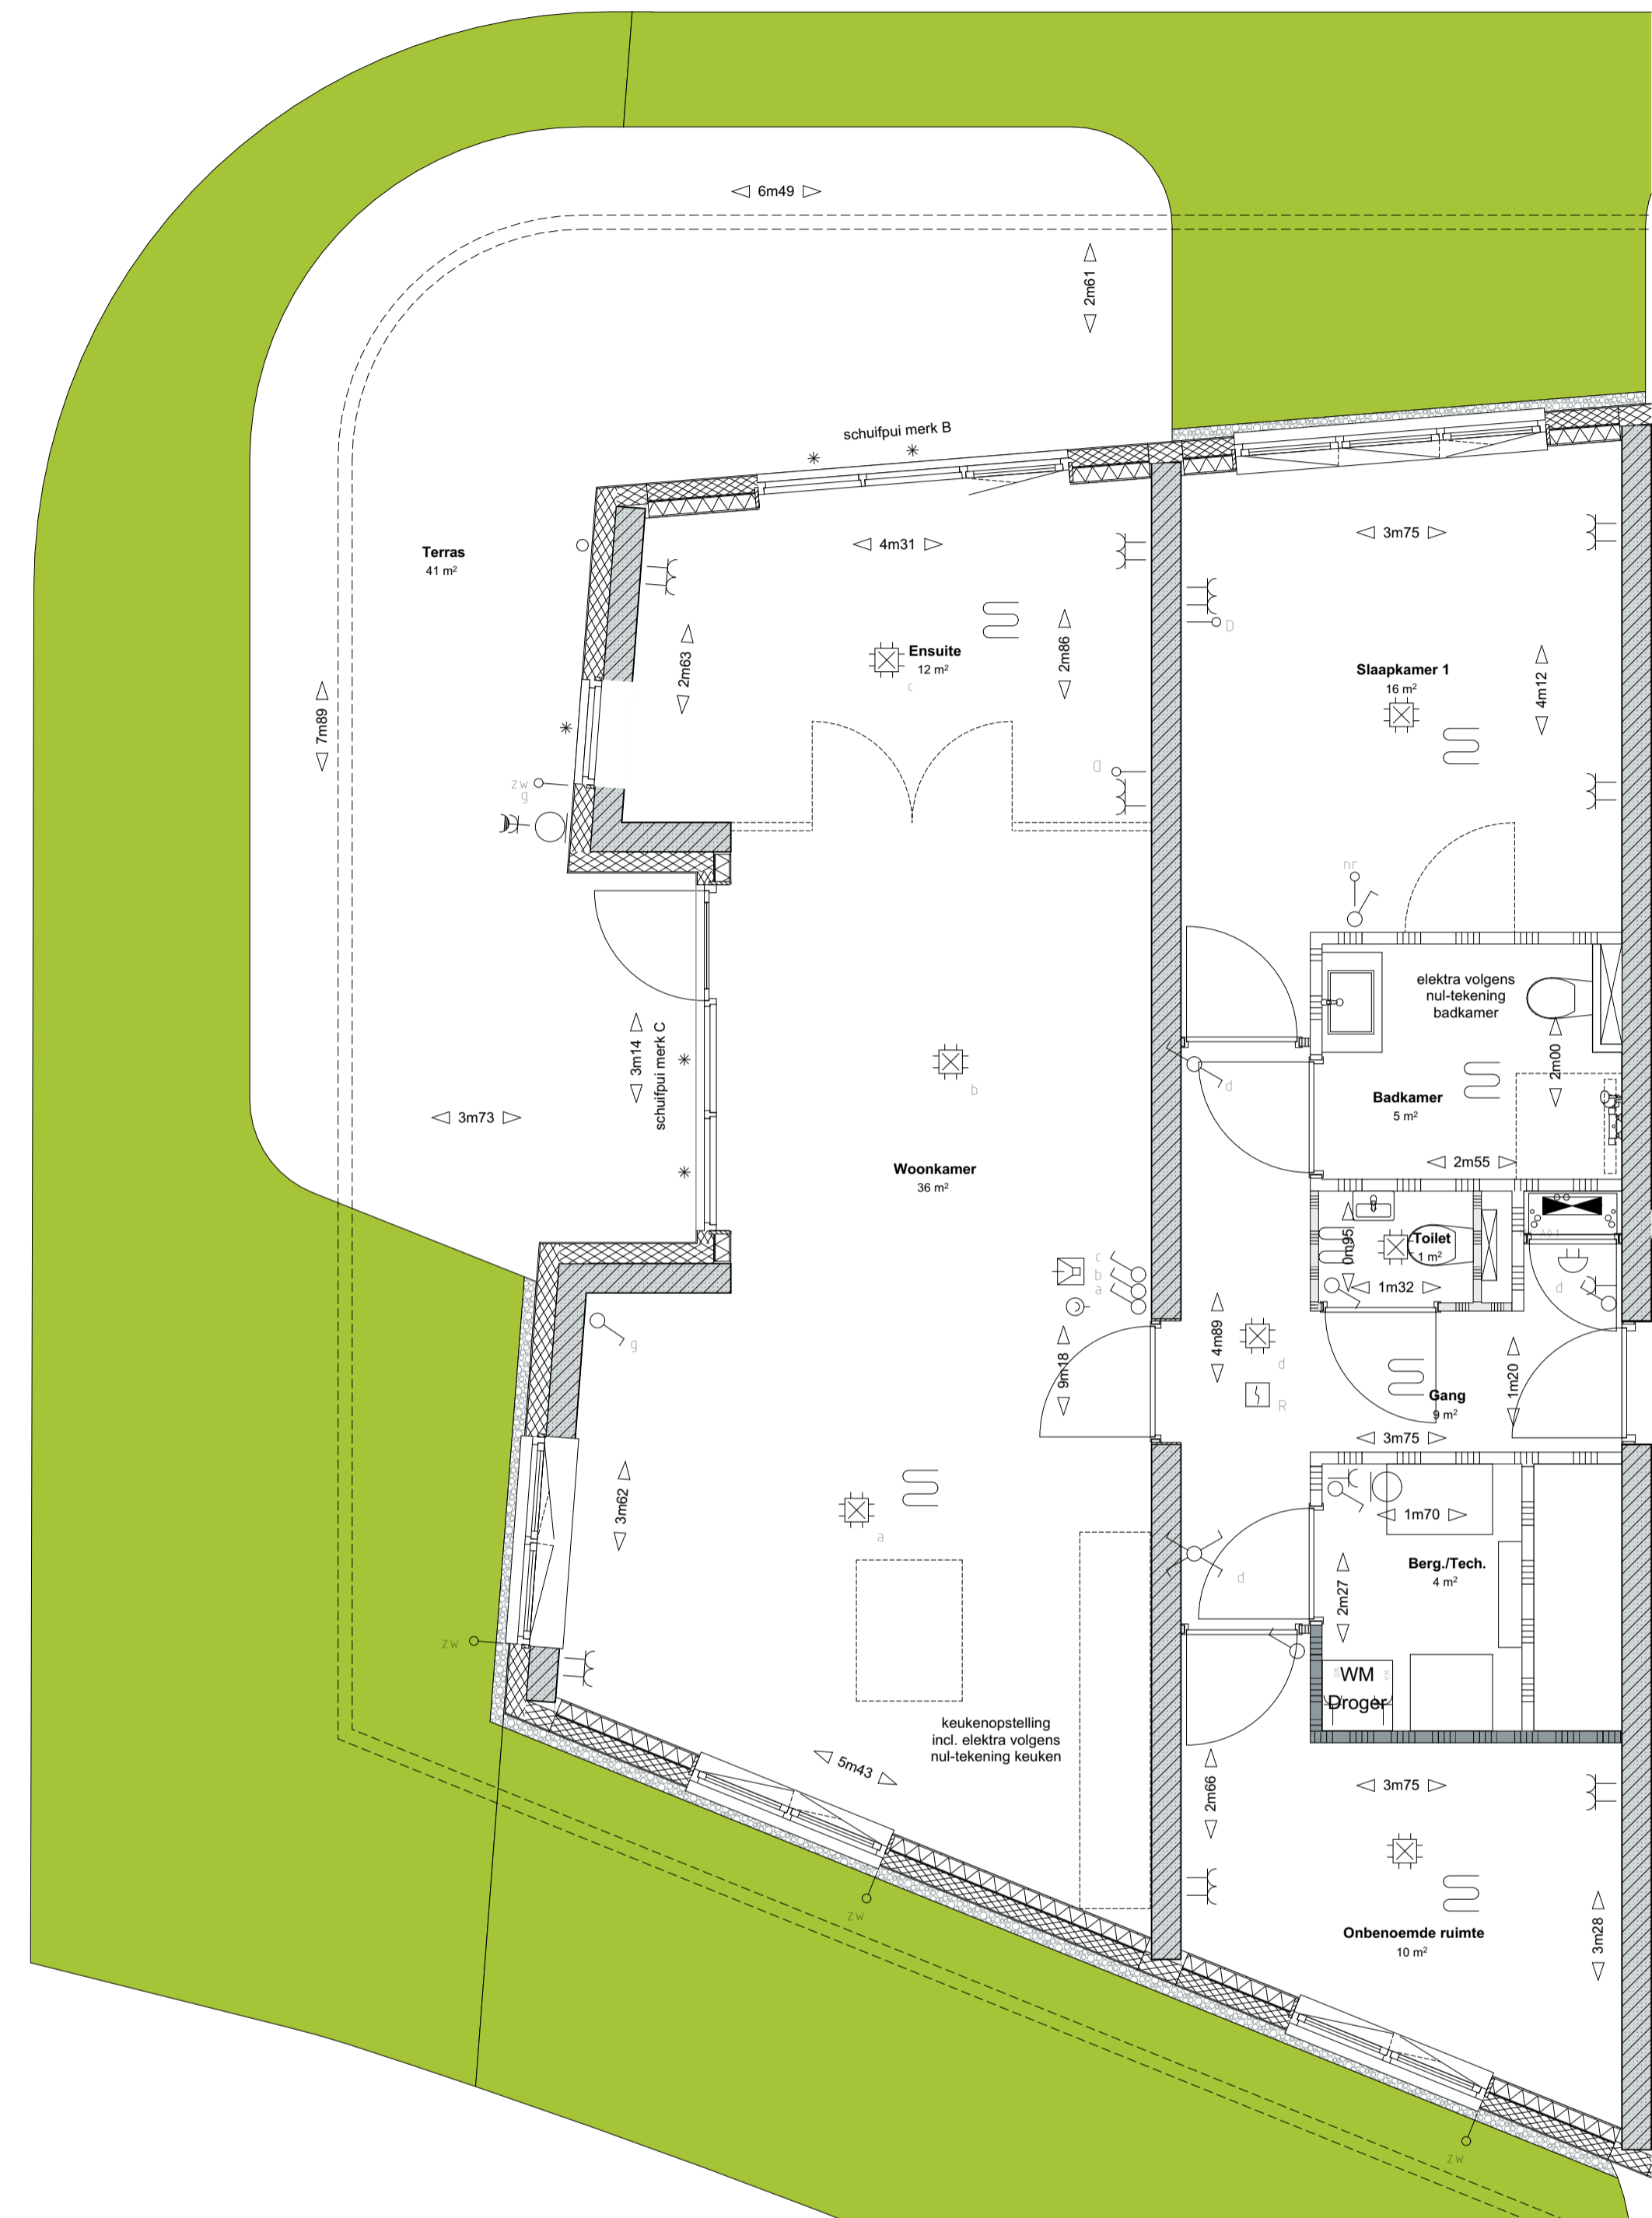 6m49
2m61
schuifpui merk B
Terras
41 m²
4m31
3m75
2m63
Ensuite
12 m²
c
2m86
D
Slaapkamer 1
16 m²
4m12
7m89
zw
g
D
nr
elektra volgens
nul-tekening
badkamer
2m00
3m14
schuifpui merk C
b
d
Badkamer
5 m²
3m73
2m55
Woonkamer
36 m²
0m95
Toilet
1 m²
1m32
c
b
a
d
g
9m18
4m89
d
R
1m20
Gang
9 m²
3m75
3m62
a
1m70
Berg./Tech.
4 m²
d
2m27
zw
WM
Droger
keukenopstelling
incl. elektra volgens
nul-tekening keuken
5m43
2m66
3m75
zw
Onbenoemde ruimte
10 m²
3m28
zw